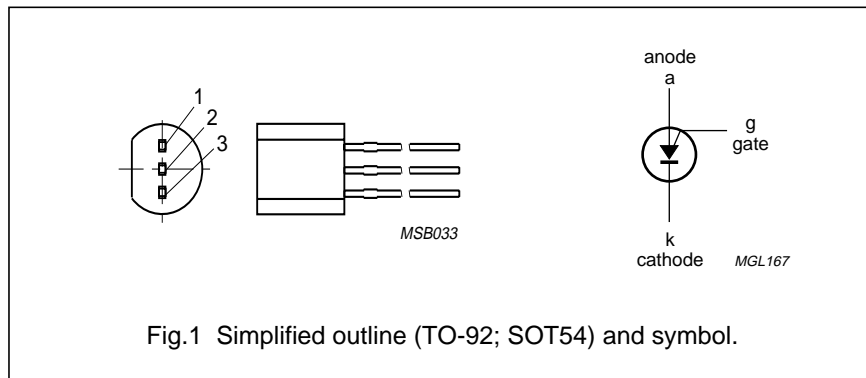 1
2
3
MSB033
anode
a
g
gate
k
cathode
MGL167
Fig.1 Simplified outline (TO-92; SOT54) and symbol.